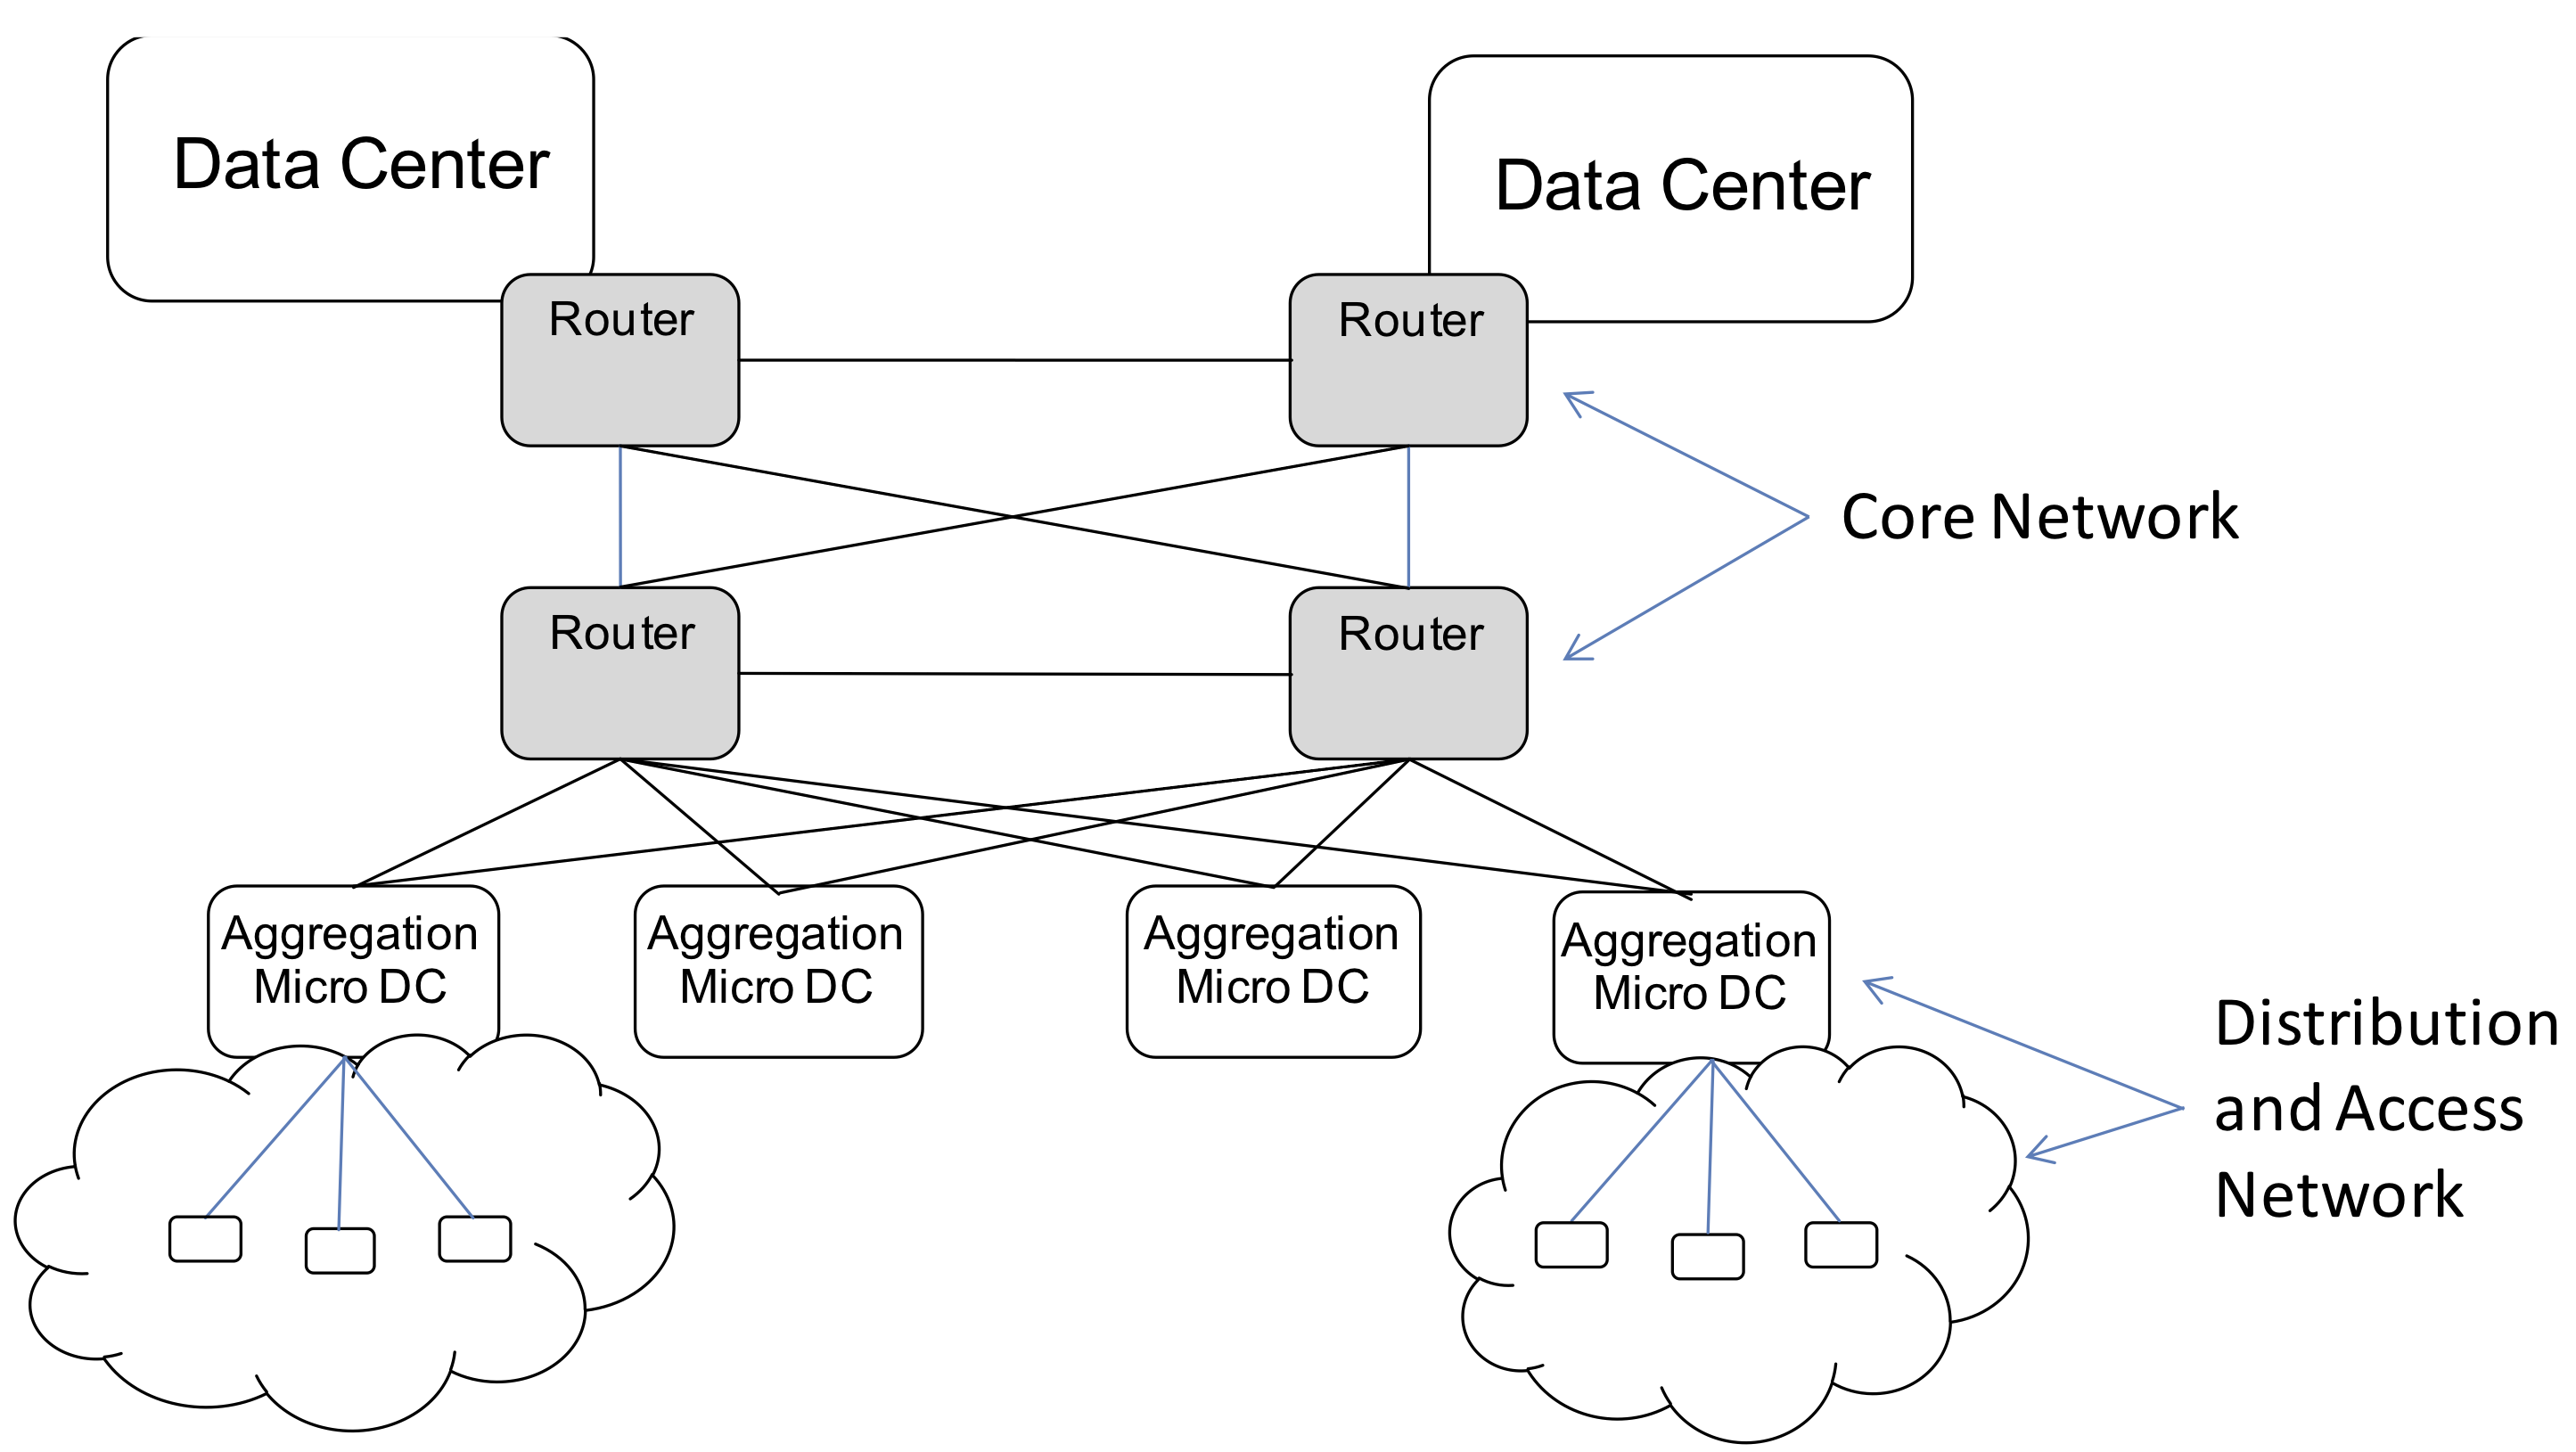 Data Center
Data Center
Router
Router
Core Network
Router
Router
Aggregation
Micro DC
Aggregation
Micro DC
Aggregation
Micro DC
Aggregation
Micro DC
Distribution
and Access
Network